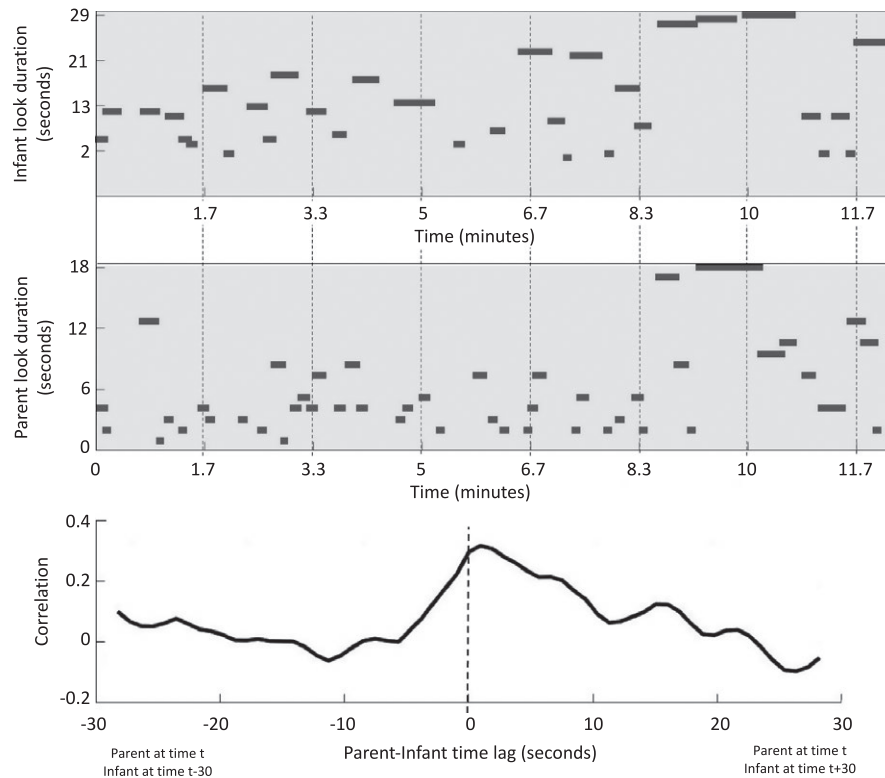 Infant look duration
(seconds)
29
21
13
2
1.7
3.3
5
6.7
8.3
10
11.7
Time (minutes)
Parent look duration
(seconds)
18
12
6
0
0
1.7
3.3
5
6.7
8.3
10
11.7
Time (minutes)
Correlation
0.4
0.2
0
-0.2
-30
-20
-10
0
10
20
30
Parent-Infant time lag (seconds)
Parent at time t
Infant at time t-30
Parent at time t
Infant at time t+30